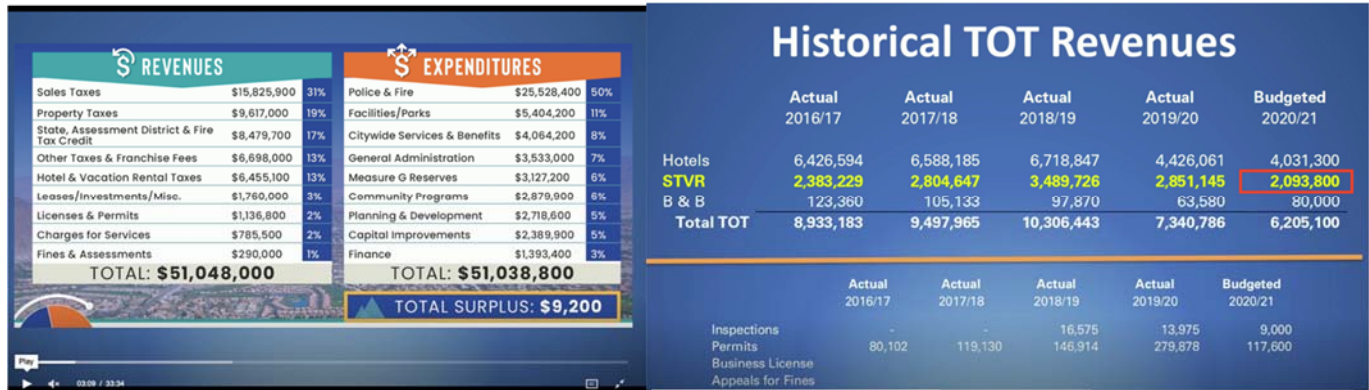 REVENUES
Sales Taxes $15,825,900 31%
Property Taxes $9,617,000 19%
State, Assessment District & Fire
Tax Credit $8,479,700 17%
Other Taxes & Franchise Fees $6,698,000 13%
Hotel & Vacation Rental Taxes $6,455,100 13%
Leases/Investments/Misc. $1,760,000 3%
Licenses & Permits $1,136,800 2%
Charges for Services $785,500 2%
Fines & Assessments $290,000 1%
TOTAL: $51,048,000
EXPENDITURES
Police & Fire $25,528,400 50%
Facilities/Parks $5,404,200 11%
Citywide Services & Benefits $4,064,200 8%
General Administration $3,533,000 7%
Measure G Reserves $3,127,200 6%
Community Programs $2,879,900 6%
Planning & Development $2,718,600 5%
Capital Improvements $2,389,900 5%
Finance $1,393,400 3%
TOTAL: $51,038,800
TOTAL SURPLUS: $9,200
Play
03:09 / 33:34
Historical TOT Revenues
Actual Actual Actual Actual Budgeted
2016/17 2017/18 2018/19 2019/20 2020/21
Hotels 6,426,594 6,588,185 6,718,847 4,426,061 4,031,300
STVR 2,383,229 2,804,647 3,489,726 2,851,145 2,093,800
B & B 123,360 105,133 97,870 63,580 80,000
Total TOT 8,933,183 9,497,965 10,306,443 7,340,786 6,205,100
Actual Actual Actual Actual Budgeted
2016/17 2017/18 2018/19 2019/20 2020/21
Inspections - - 16,575 13,975 9,000
Permits 80,102 119,130 146,914 279,878 117,600
Business License
Appeals for Fines